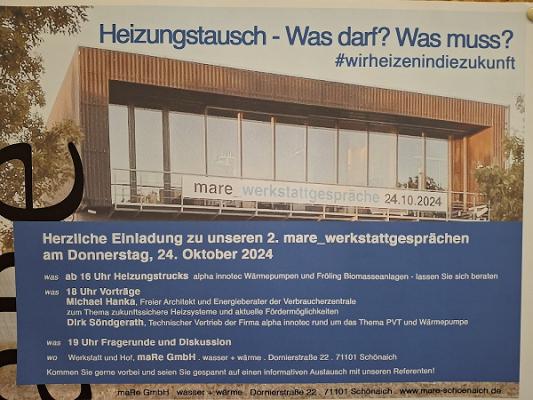 Heizungstausch - Was darf? Was muss?
#wirheizenindiezukunft
mare_werkstattgespräche 24.10.2024
Herzliche Einladung zu unseren 2. mare_werkstattgesprächen
am Donnerstag, 24. Oktober 2024
was ab 16 Uhr Heizungstrucks alpha innotec Wärmepumpen und Fröling Biomasseanlagen - lassen Sie sich beraten
was 18 Uhr Vorträge
Michael Hanka, Freier Architekt und Energieberater der Verbraucherzentrale
zum Thema zukunftssichere Heizsysteme und aktuelle Fördermöglichkeiten
Dirk Söndgerath, Technischer Vertrieb der Firma alpha innotec rund um das Thema PVT und Wärmepumpe
was 19 Uhr Fragerunde und Diskussion
wo Werkstatt und Hof, maRe GmbH . wasser + wärme . Dornierstraße 22 . 71101 Schönaich
Kommen Sie gerne vorbei und seien Sie gespannt auf einen informativen Austausch mit unseren Referenten!
maRe GmbH wasser + wärme . Dornierstraße 22 . 71101 Schönaich . www.mare-schoenaich.de